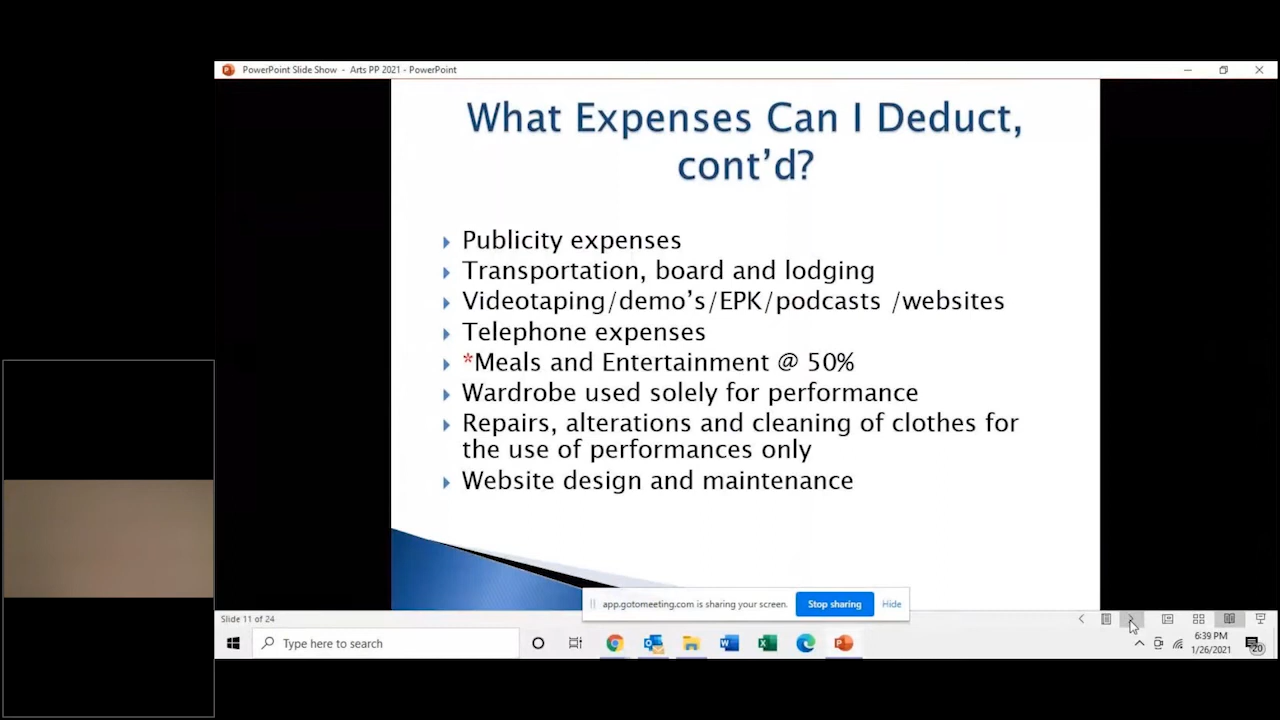 PowerPoint Slide Show - Arts PP 2021 - PowerPoint
What Expenses Can I Deduct,
cont'd?
Publicity expenses
Transportation, board and lodging
Videotaping/demo's/EPK/podcasts /websites
Telephone expenses
*Meals and Entertainment @ 50%
Wardrobe used solely for performance
Repairs, alterations and cleaning of clothes for
the use of performances only
Website design and maintenance
app.gotomeeting.com is sharing your screen.
Stop sharing
Hide
Slide 11 of 24
Type here to search
6:39 PM
1/26/2021
20